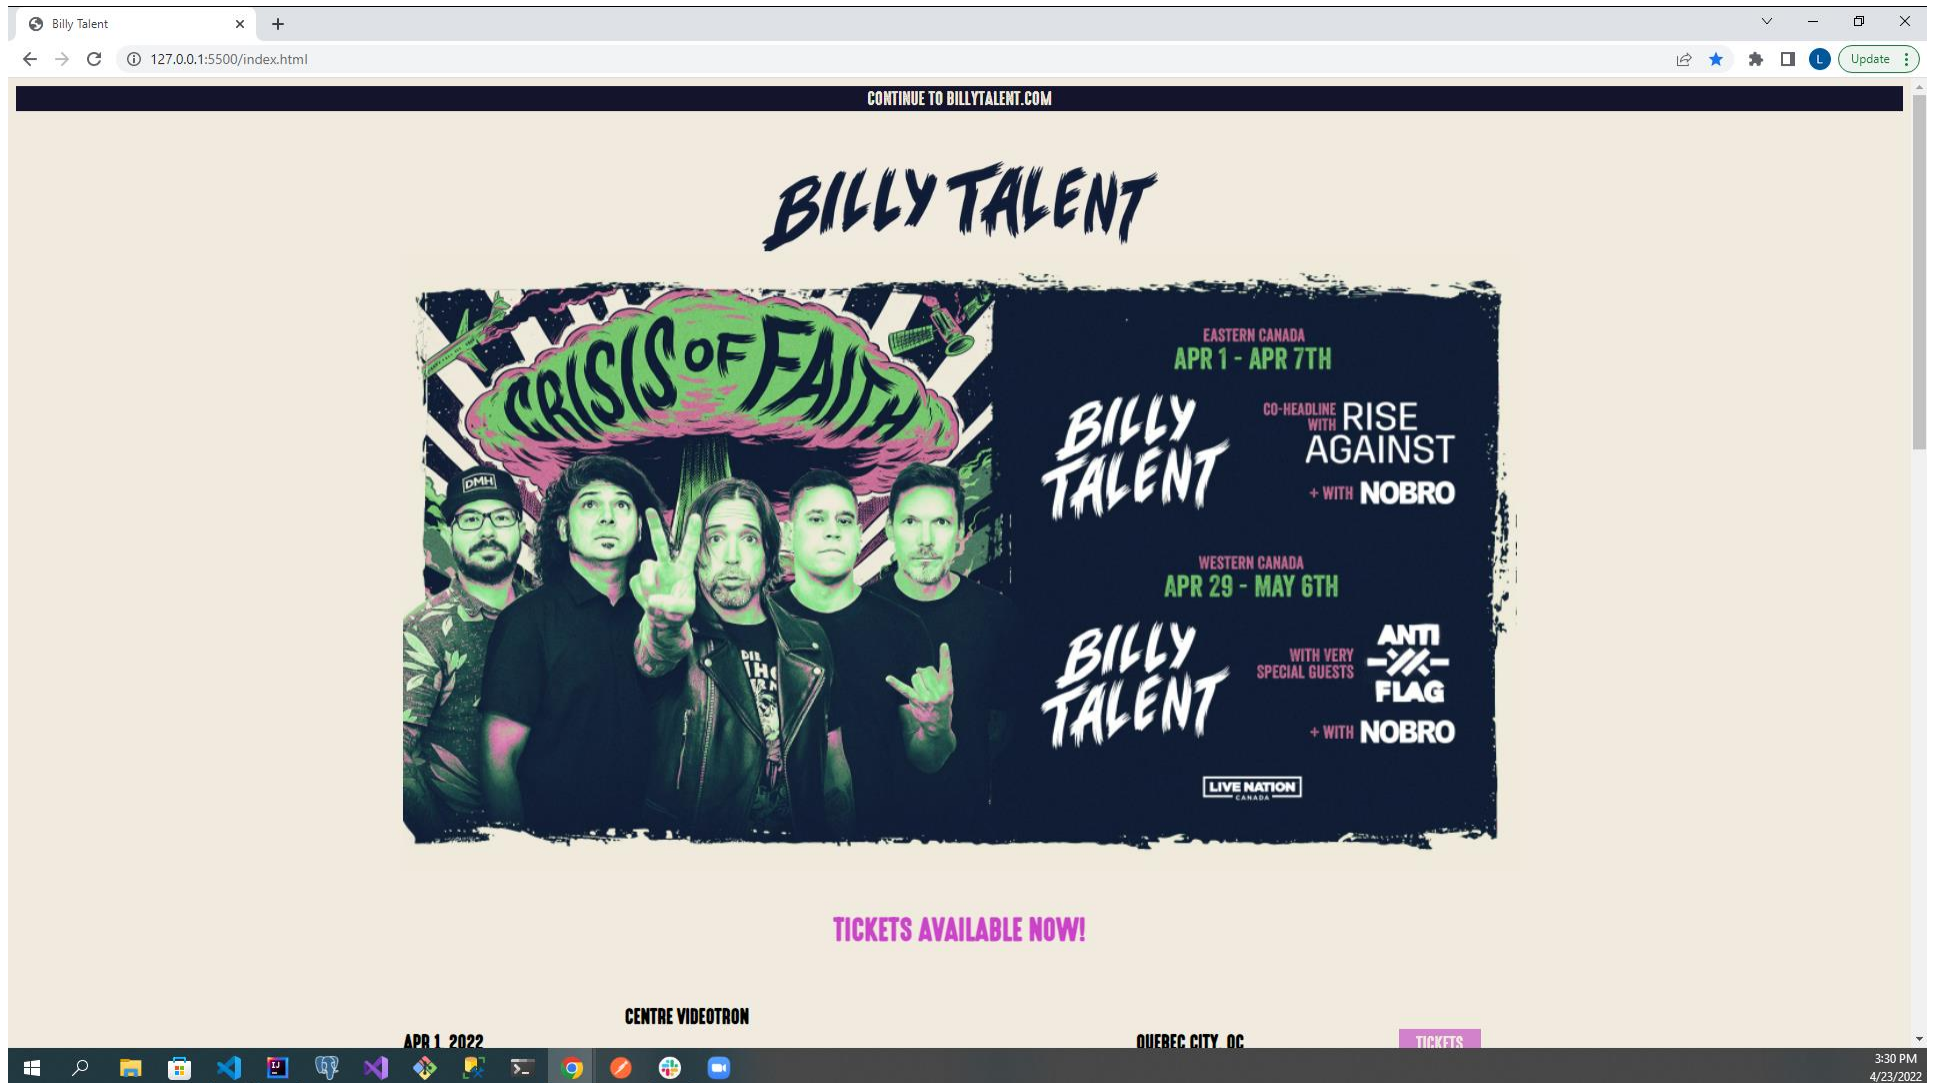 Billy Talent
127.0.0.1:5500/index.html
L
Update
CONTINUE TO BILLYTALENT.COM
BILLY TALENT
CRISIS OF FAITH
DMH
EASTERN CANADA
APR 1 - APR 7TH
BILLY
TALENT
CO-HEADLINE
WITH
RISE
AGAINST
+ WITH NOBRO
WESTERN CANADA
APR 29 - MAY 6TH
BILLY
TALENT
WITH VERY
SPECIAL GUESTS
ANTI
FLAG
+ WITH NOBRO
LIVE NATION
CANADA
DIE
TICKETS AVAILABLE NOW!
CENTRE VIDEOTRON
APR 1, 2022
QUEBEC CITY, QC
TICKETS
IJ
3:30 PM
4/23/2022